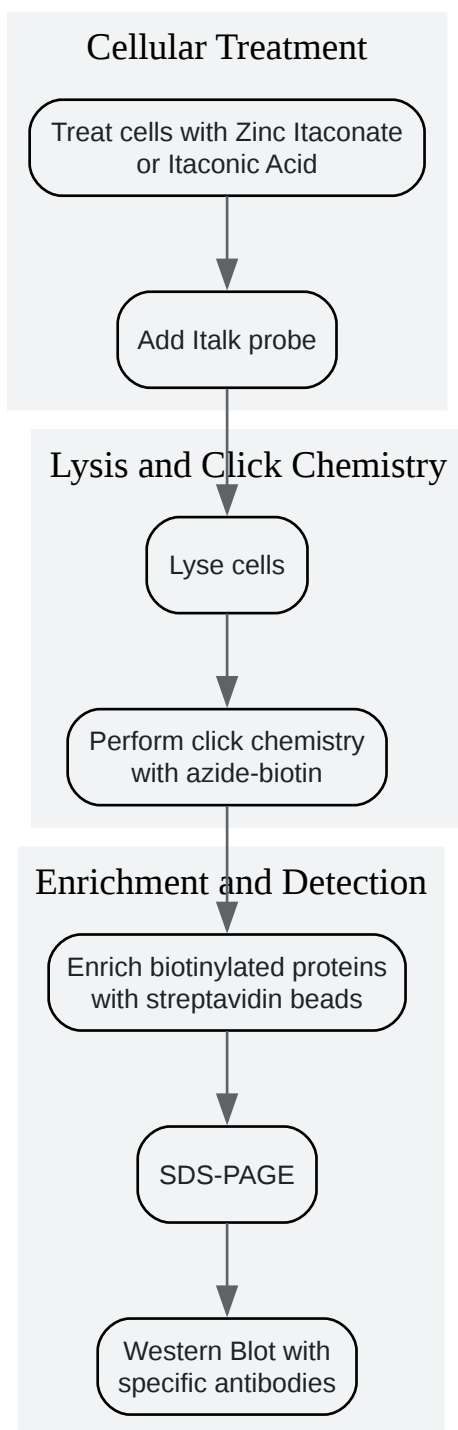 Cellular Treatment
Treat cells with Zinc Itaconate
or Itaconic Acid
Add Italk probe
Lysis and Click Chemistry
Lyse cells
Perform click chemistry
with azide-biotin
Enrichment and Detection
Enrich biotinylated proteins
with streptavidin beads
SDS-PAGE
Western Blot with
specific antibodies